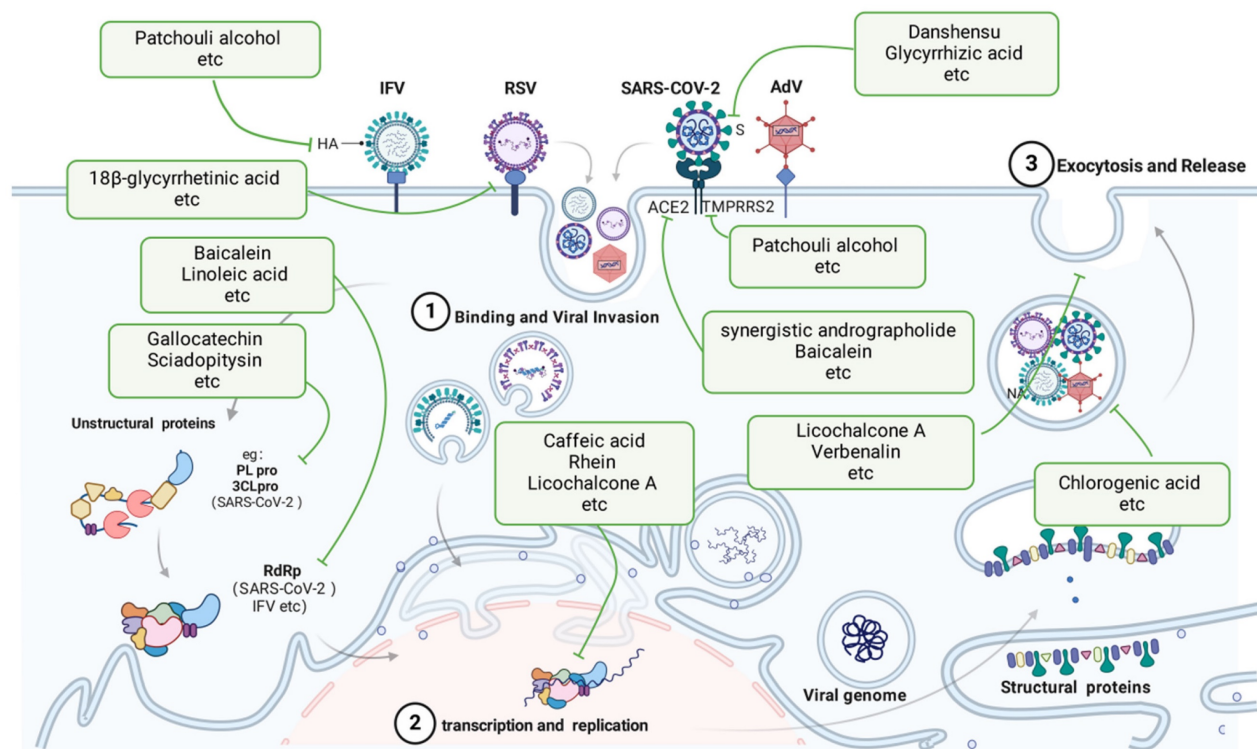 Patchouli alcohol
etc
Danshensu
Glycyrrhizic acid
etc
IFV
RSV
SARS-COV-2
AdV
HA
S
18β-glycyrrhetinic acid
etc
3 Exocytosis and Release
ACE2
TMPRRS2
Patchouli alcohol
etc
Baicalein
Linoleic acid
etc
1 Binding and Viral Invasion
synergistic andrographolide
Baicalein
etc
Gallocatechin
Sciadopitysin
etc
NA
Unstructural proteins
eg:
PL pro
3CLpro
(SARS-CoV-2 )
Caffeic acid
Rhein
Licochalcone A
etc
Licochalcone A
Verbenalin
etc
Chlorogenic acid
etc
RdRp
(SARS-CoV-2 )
IFV etc)
Viral genome
Structural proteins
2 transcription and replication